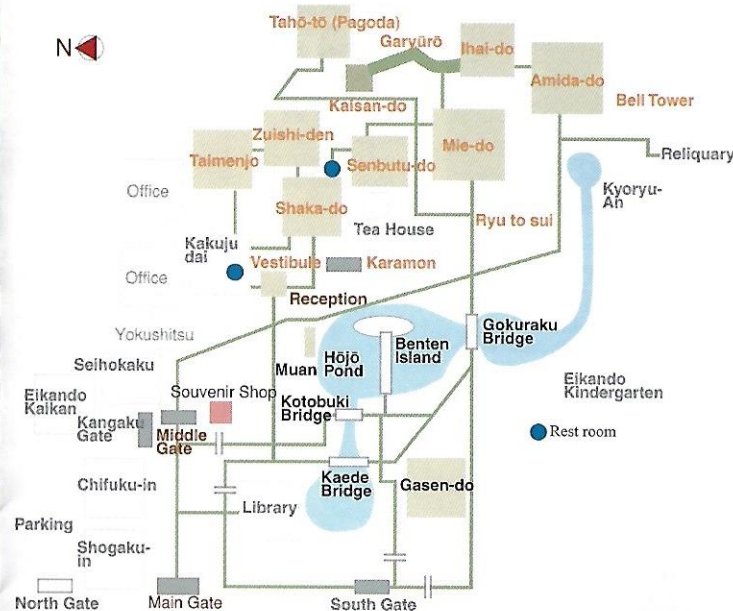 Tahō-tō (Pagoda)
N
Garyūrō
Ihai-do
Amida-do
Kaisan-do
Bell Tower
Zuishi-den
Taimenjo
Senbutu-do
Mie-do
Reliquary
Office
Kyoryu-
An
Shaka-do
Tea House
Ryu to sui
Kakuju
dai
Vestibule
Karamon
Office
Reception
Yokushitsu
Muan
Hōjō
Pond
Benten
Island
Gokuraku
Bridge
Seihokaku
Eikando
Kaikan
Souvenir Shop
Kotobuki
Bridge
Eikando
Kindergarten
Kangaku
Gate
Middle
Gate
Rest room
Chifuku-in
Kaede
Bridge
Gasen-do
Library
Parking
Shogaku-
in
North Gate
Main Gate
South Gate